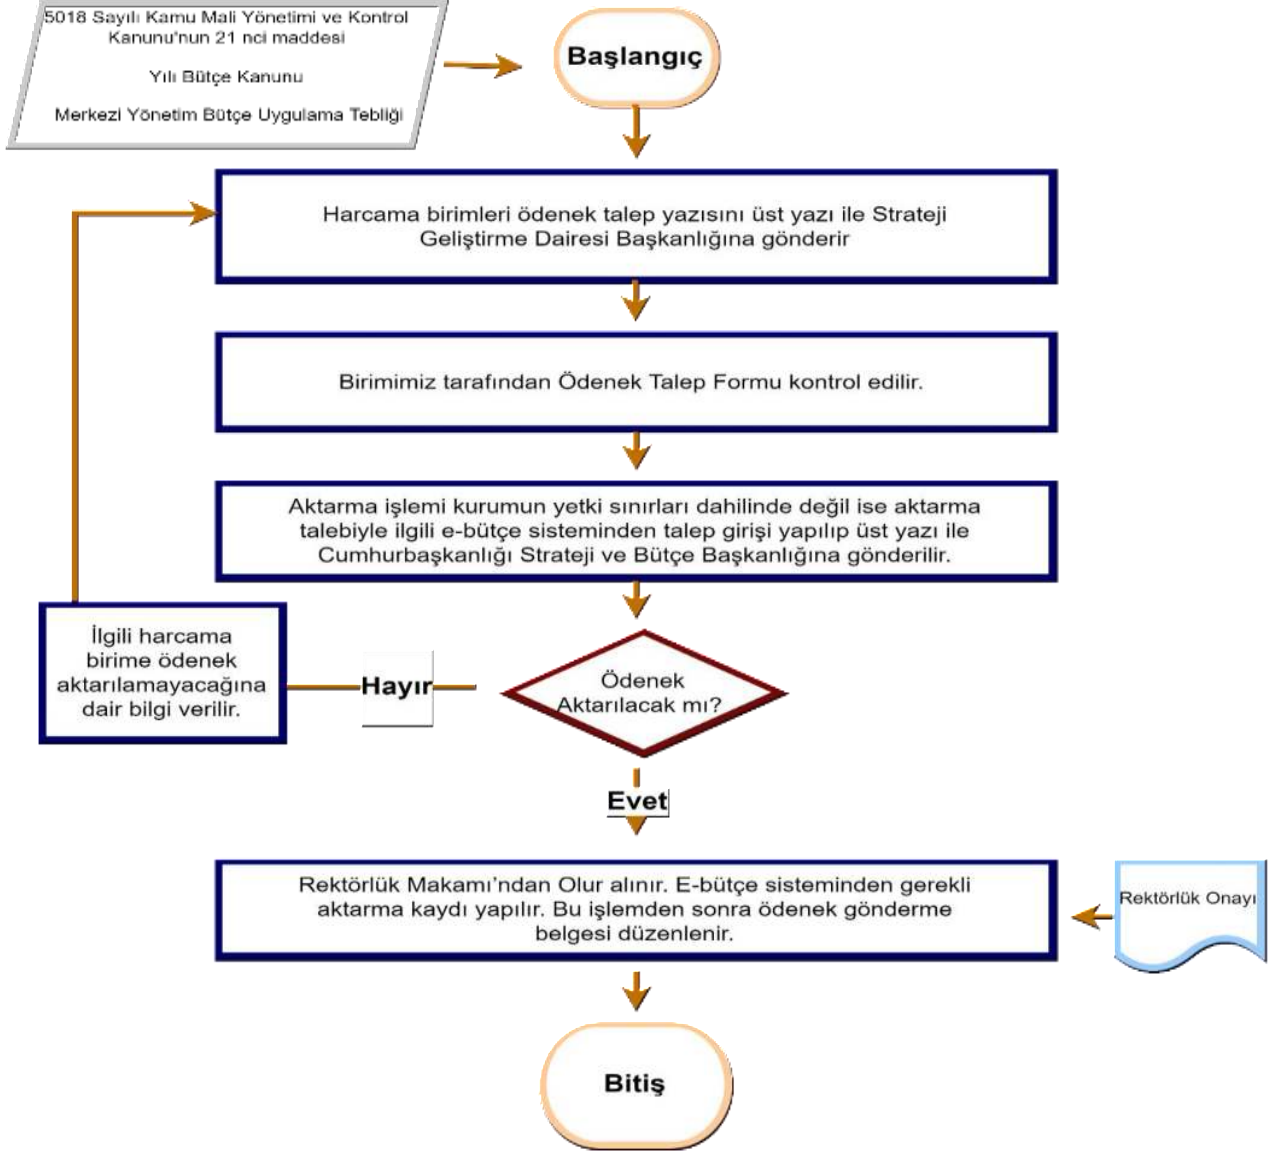 5018 Sayılı Kamu Mali Yönetimi ve Kontrol
Kanunu'nun 21 nci maddesi
Yılı Bütçe Kanunu
Merkezi Yönetim Bütçe Uygulama Tebliği
Başlangıç
Harcama birimleri ödenek talep yazısını üst yazı ile Strateji
Geliştirme Dairesi Başkanlığına gönderir
Birimimiz tarafından Ödenek Talep Formu kontrol edilir.
Aktarma işlemi kurumun yetki sınırları dahilinde değil ise aktarma
talebiyle ilgili e-bütçe sisteminden talep girişi yapılıp üst yazı ile
Cumhurbaşkanlığı Strateji ve Bütçe Başkanlığına gönderilir.
İlgili harcama
birime ödenek
aktarılamayacağına
dair bilgi verilir.
Hayır
Ödenek
Aktarılacak mı?
Evet
Rektörlük Makamı’ndan Olur alınır. E-bütçe sisteminden gerekli
aktarma kaydı yapılır. Bu işlemden sonra ödenek gönderme
belgesi düzenlenir.
Rektörlük Onayı
Bitiş